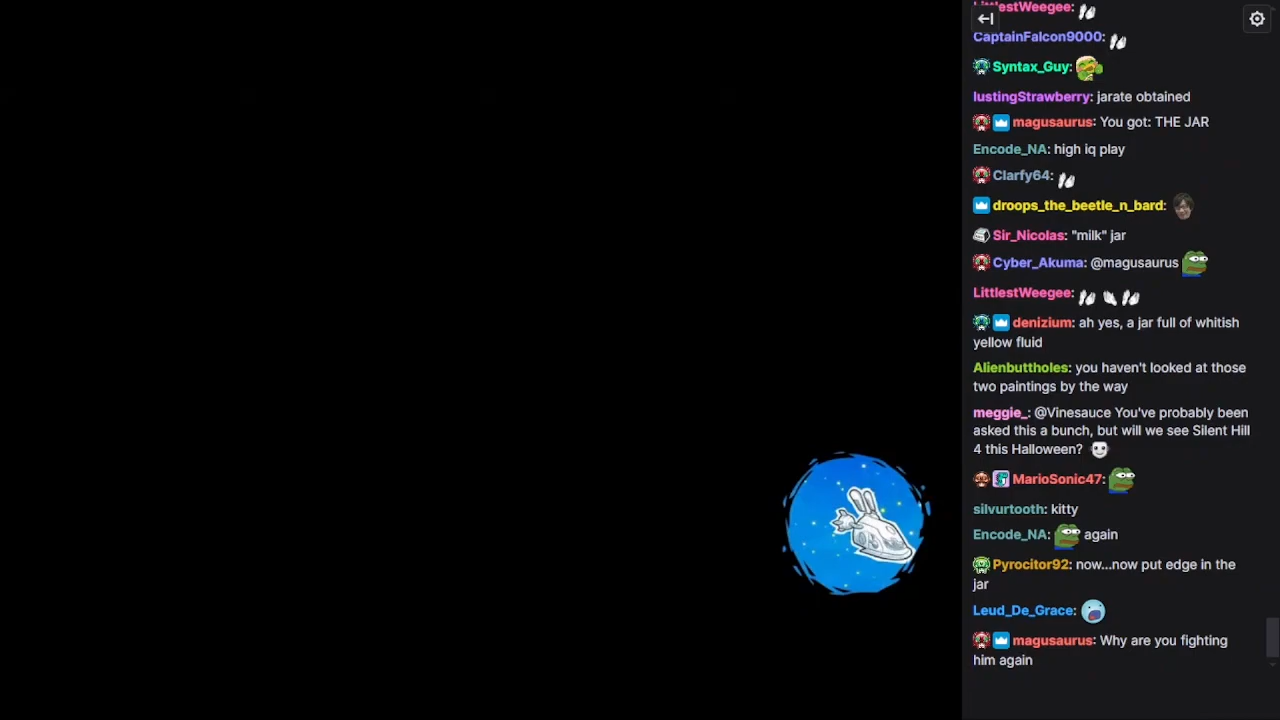 LittlestWeegee:
CaptainFalcon9000:
Syntax_Guy:
lustingStrawberry: jarate obtained
magusaurus: You got: THE JAR
Encode_NA: high iq play
Clarfy64:
droops_the_beetle_n_bard:
Sir_Nicolas: "milk" jar
Cyber_Akuma: @magusaurus
LittlestWeegee:
denizium: ah yes, a jar full of whitish
yellow fluid
Alienbuttholes: you haven't looked at those
two paintings by the way
meggie_: @Vinesauce You've probably been
asked this a bunch, but will we see Silent Hill
4 this Halloween?
MarioSonic47:
silvurtooth: kitty
Encode_NA: again
Pyrocitor92: now...now put edge in the
jar
Leud_De_Grace:
magusaurus: Why are you fighting
him again